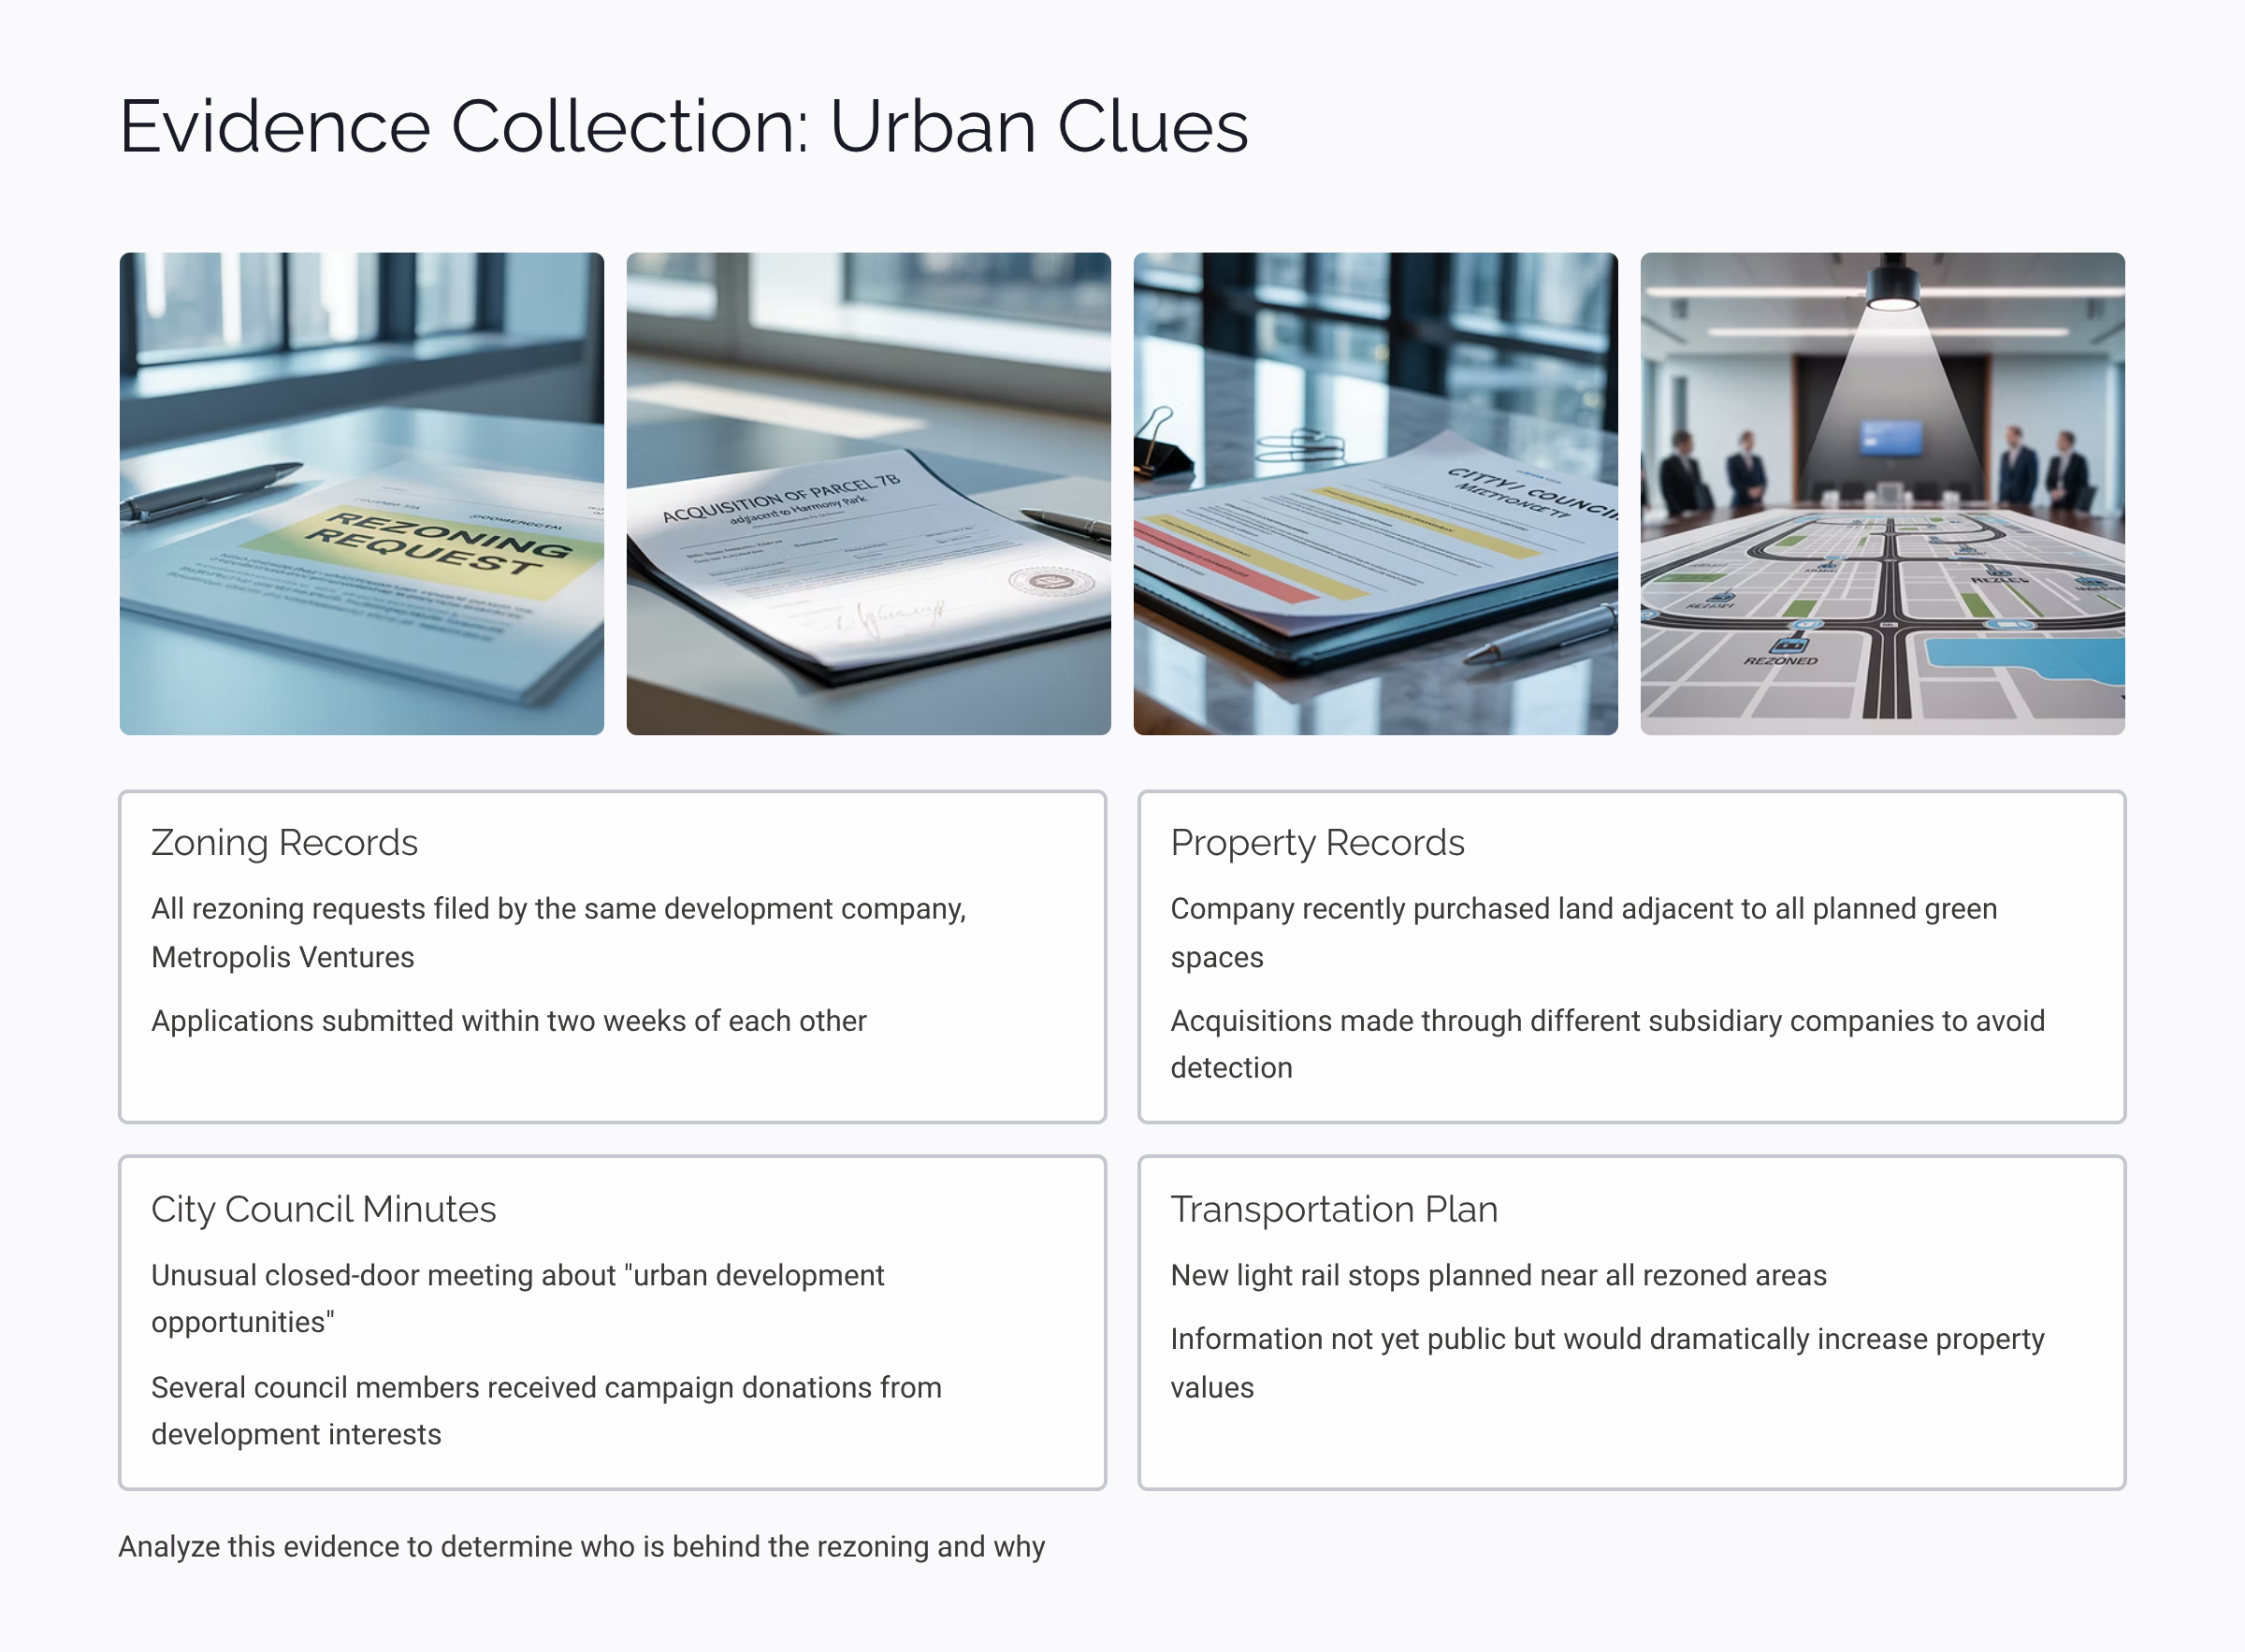 Evidence Collection: Urban Clues
REZONING
REQUEST
ACQUISITION OF PARCEL 7B
adjacent to Harmony Park
CITY/ COUNCI
REZONED
Zoning Records
All rezoning requests filed by the same development company,
Metropolis Ventures
Applications submitted within two weeks of each other
Property Records
Company recently purchased land adjacent to all planned green
spaces
Acquisitions made through different subsidiary companies to avoid
detection
City Council Minutes
Unusual closed-door meeting about "urban development
opportunities"
Several council members received campaign donations from
development interests
Transportation Plan
New light rail stops planned near all rezoned areas
Information not yet public but would dramatically increase property
values
Analyze this evidence to determine who is behind the rezoning and why